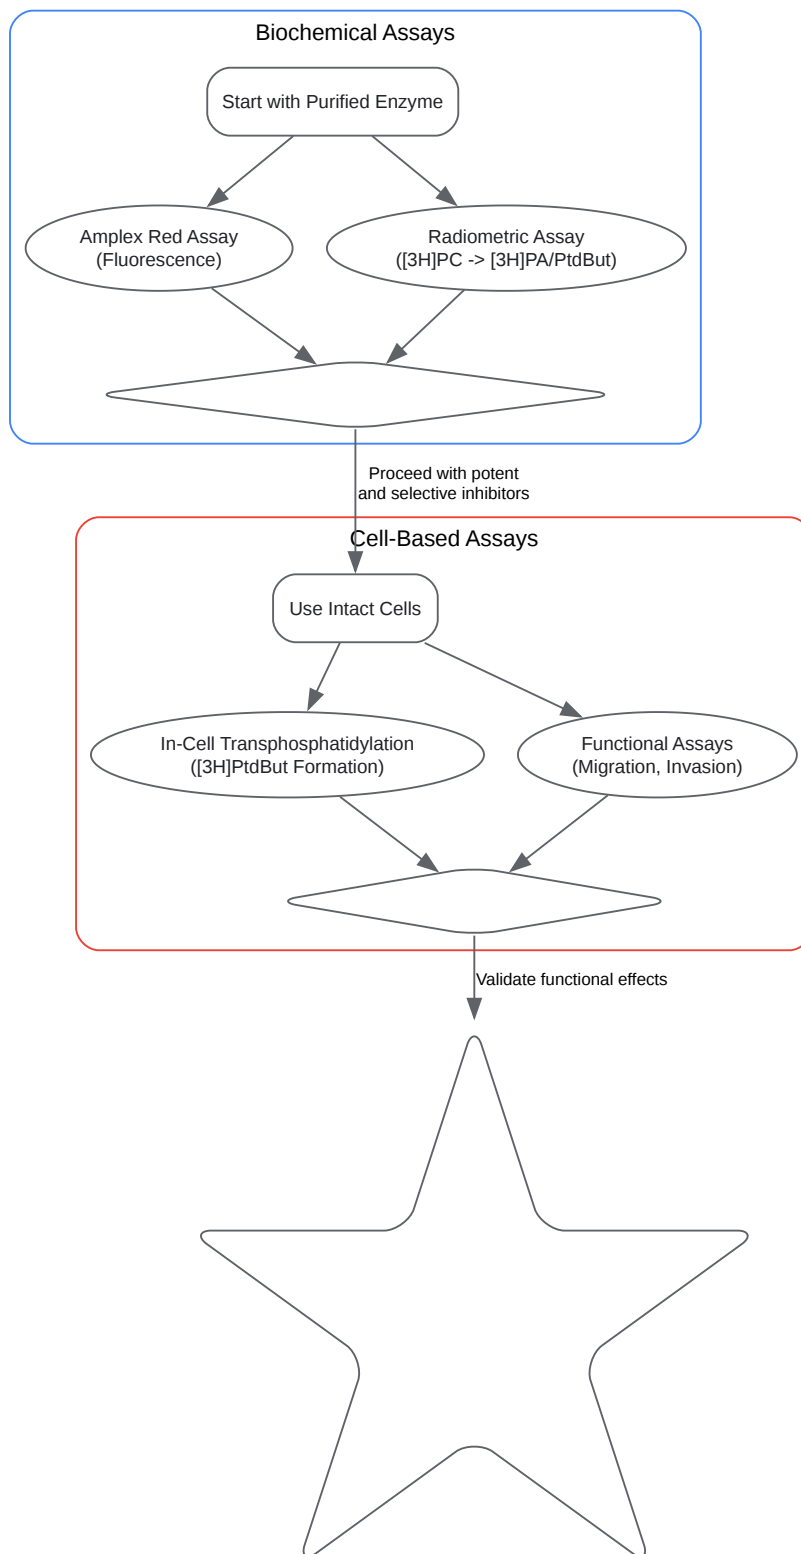 Biochemical Assays
Start with Purified Enzyme
Amplex Red Assay
(Fluorescence)
Radiometric Assay
([3H]PC -> [3H]PA/PtdBut)
Proceed with potent
and selective inhibitors
Cell-Based Assays
Use Intact Cells
In-Cell Transphosphatidylation
([3H]PtdBut Formation)
Functional Assays
(Migration, Invasion)
Validate functional effects